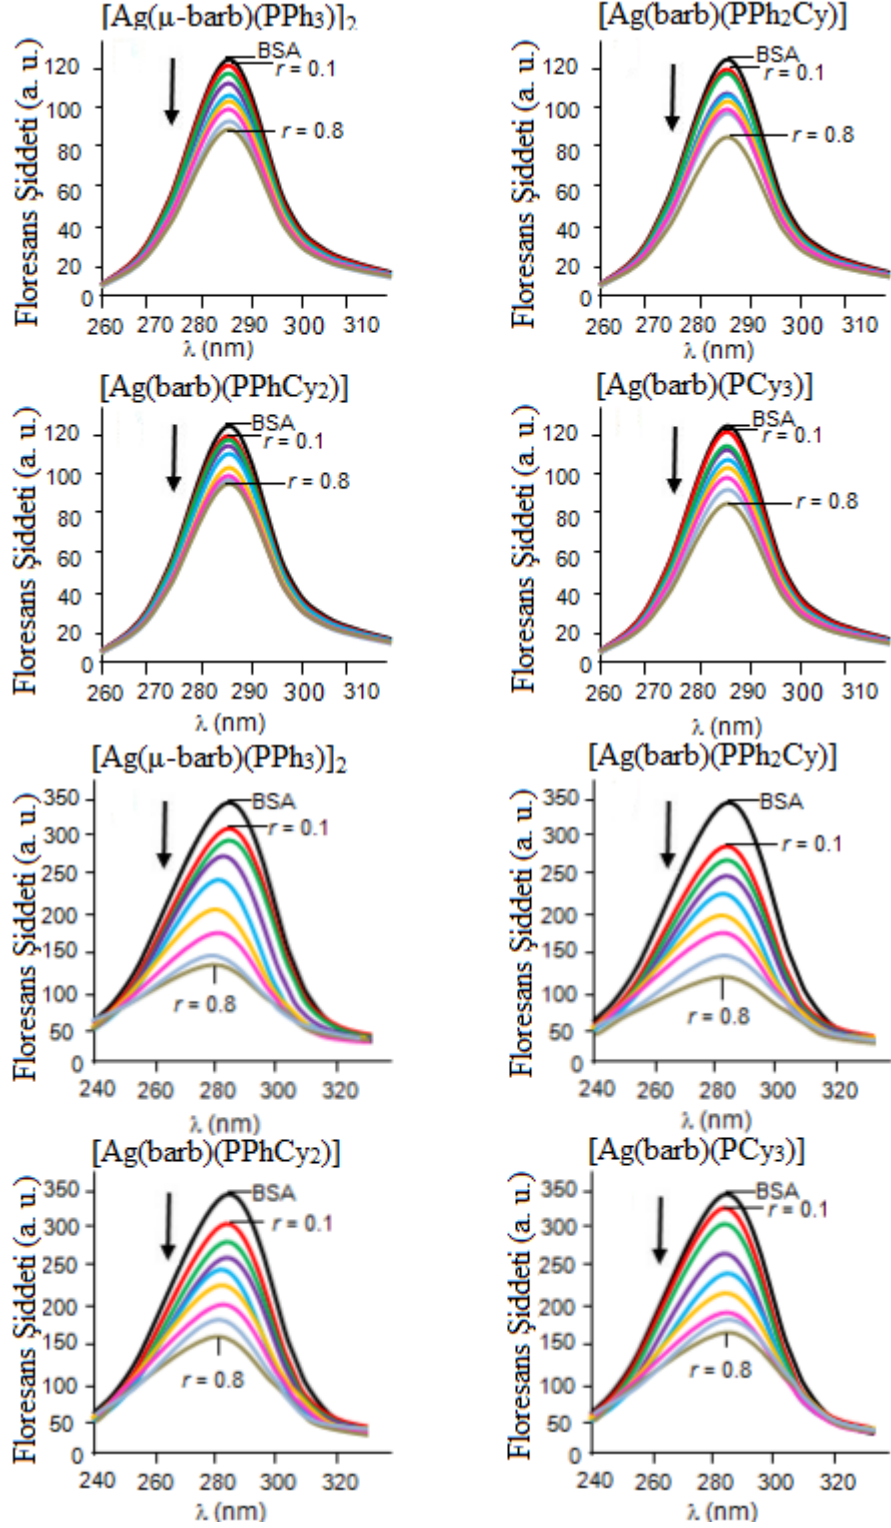 [Ag(μ-barb)(PPh3)]2
Floresans Şiddeti (a. u.)
120
100
80
60
40
20
0
BSA
r = 0.1
r = 0.8
260 270 280 290 300 310
λ (nm)
[Ag(barb)(PPh2Cy)]
Floresans Şiddeti (a. u.)
120
100
80
60
40
20
0
BSA
r = 0.1
r = 0.8
260 270 280 290 300 310
λ (nm)
[Ag(barb)(PPhCy2)]
Floresans Şiddeti (a. u.)
120
100
80
60
40
20
0
BSA
r = 0.1
r = 0.8
260 270 280 290 300 310
λ (nm)
[Ag(barb)(PCy3)]
Floresans Şiddeti (a. u.)
120
100
80
60
40
20
0
BSA
r = 0.1
r = 0.8
260 270 280 290 300 310
λ (nm)
[Ag(μ-barb)(PPh3)]2
Floresans Şiddeti (a. u.)
350
300
250
200
150
100
50
0
BSA
r = 0.1
r = 0.8
240 260 280 300 320
λ (nm)
[Ag(barb)(PPh2Cy)]
Floresans Şiddeti (a. u.)
350
300
250
200
150
100
50
0
BSA
r = 0.1
r = 0.8
240 260 280 300 320
λ (nm)
[Ag(barb)(PPhCy2)]
Floresans Şiddeti (a. u.)
350
300
250
200
150
100
50
0
BSA
r = 0.1
r = 0.8
240 260 280 300 320
λ (nm)
[Ag(barb)(PCy3)]
Floresans Şiddeti (a. u.)
350
300
250
200
150
100
50
0
BSA
r = 0.1
r = 0.8
240 260 280 300 320
λ (nm)